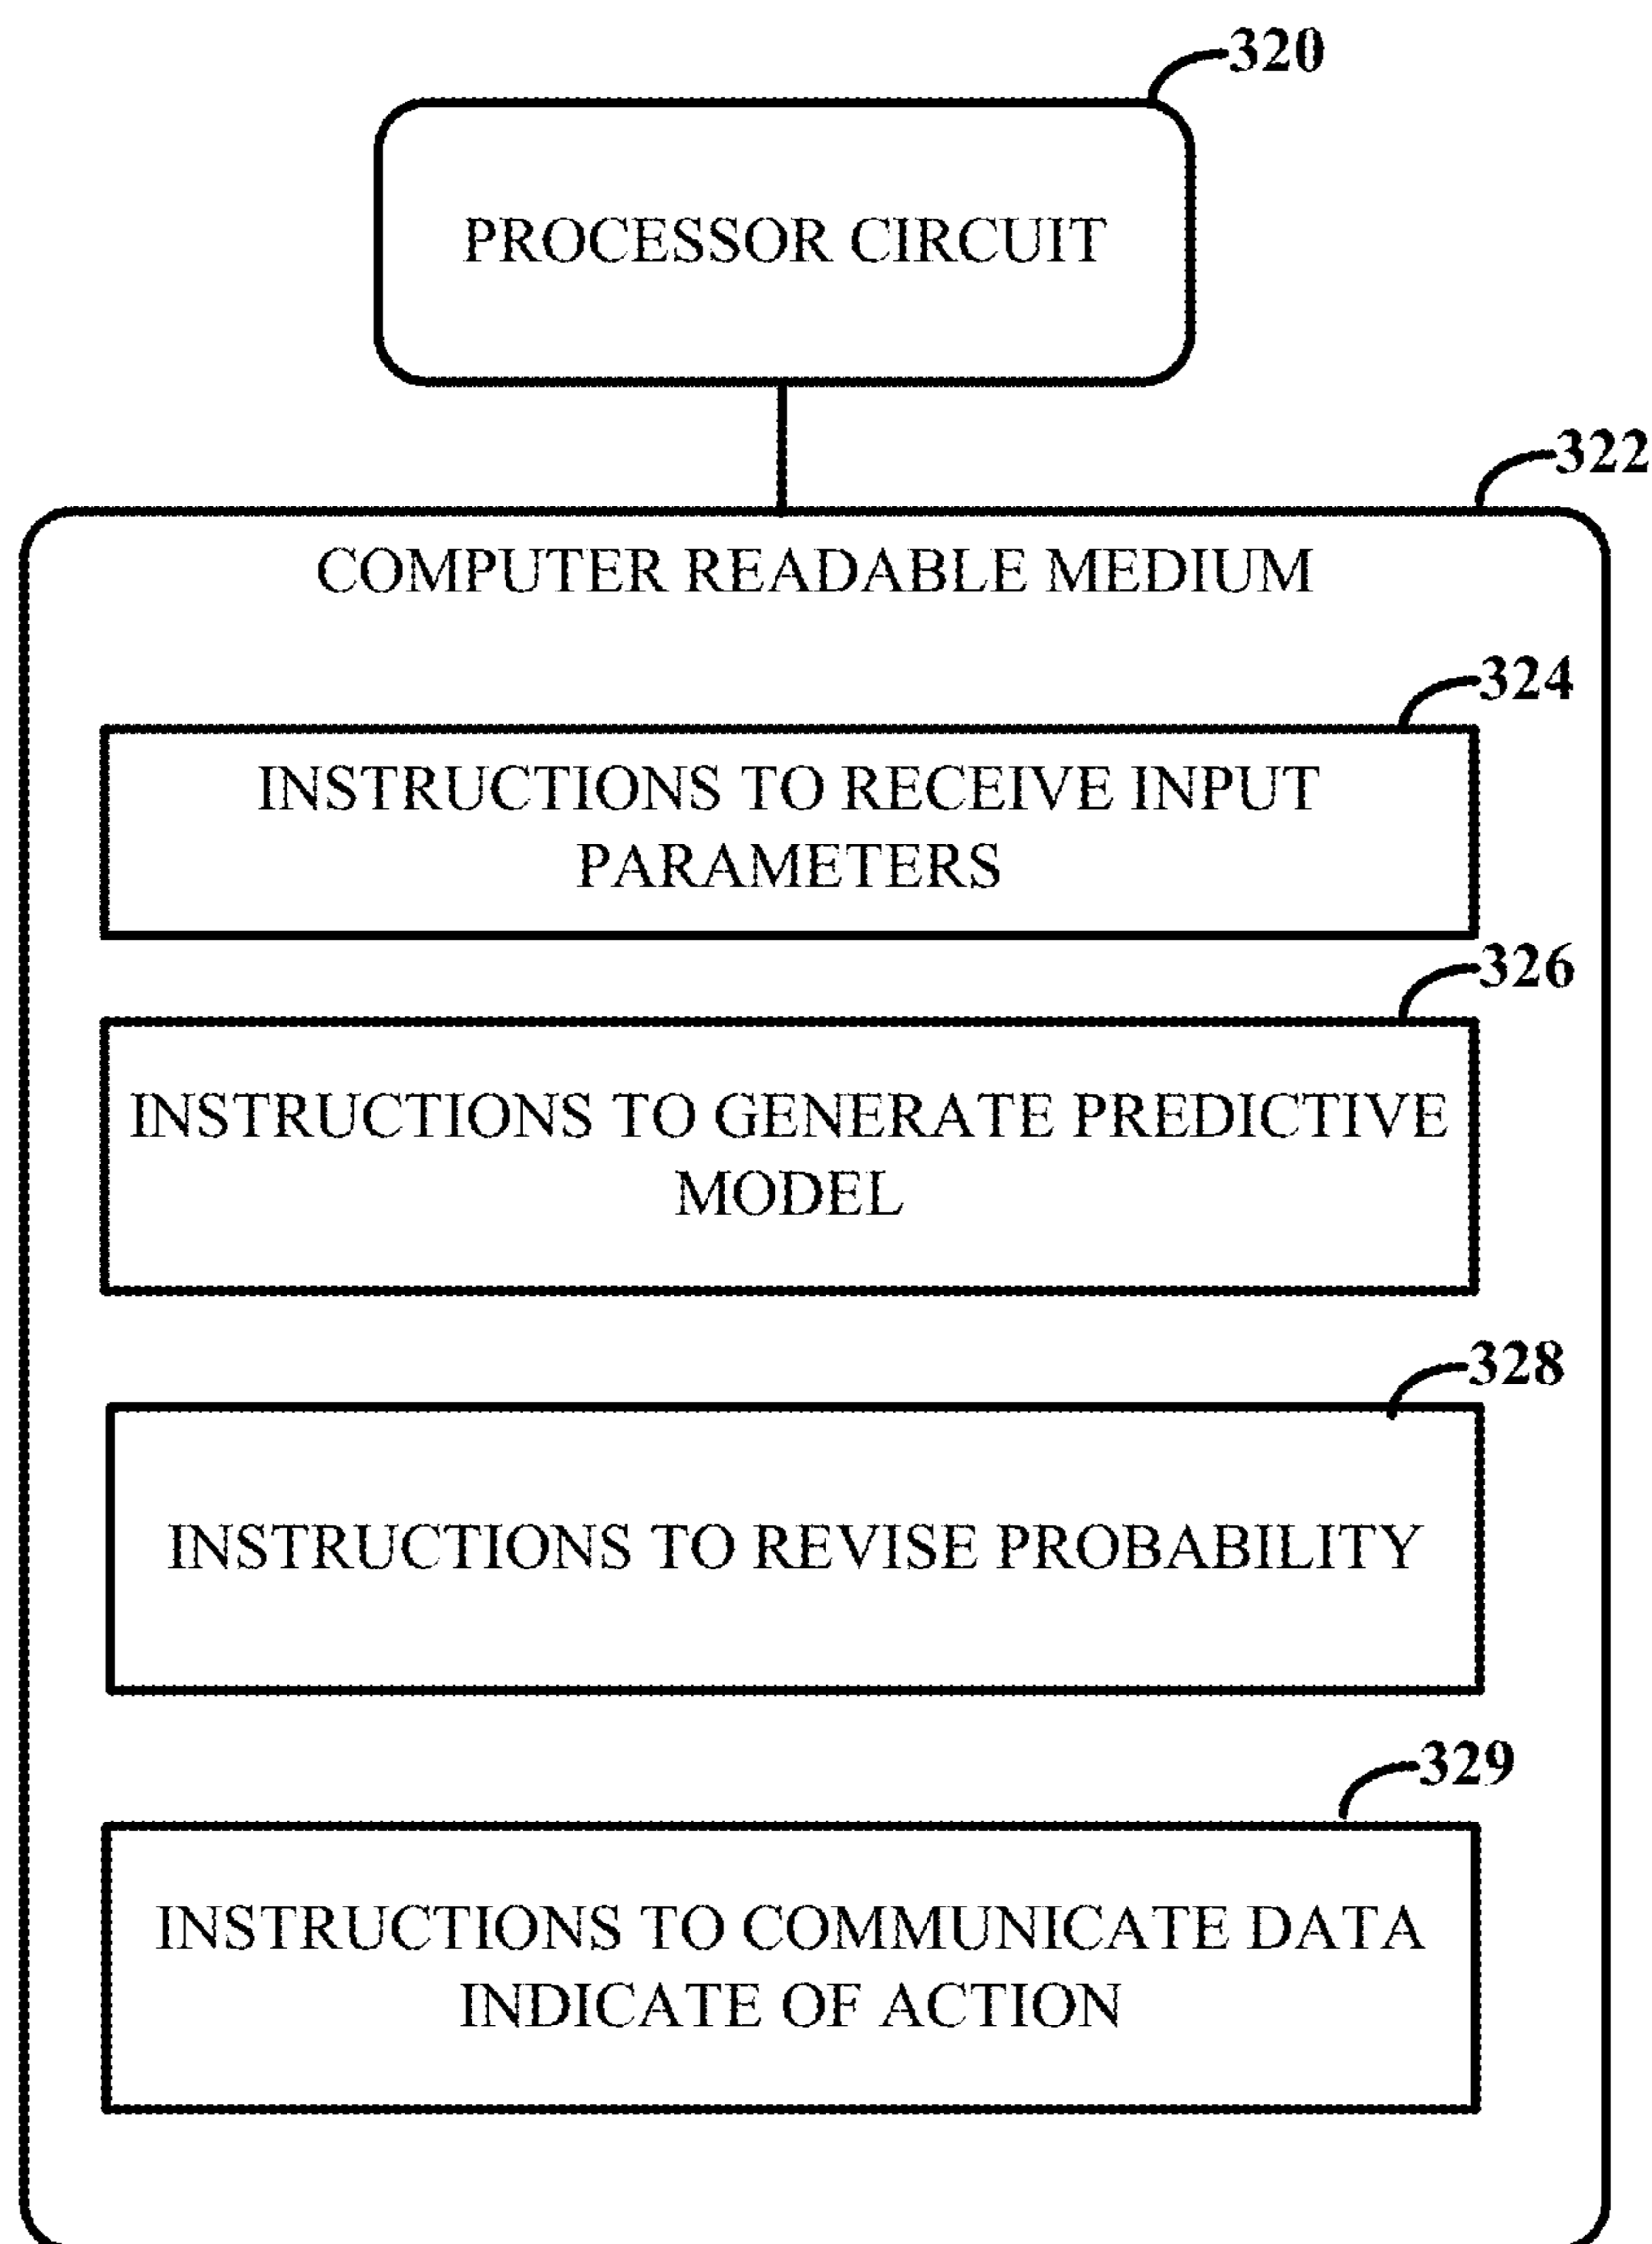 320
PROCESSOR CIRCUIT
322
COMPUTER READABLE MEDIUM
324
INSTRUCTIONS TO RECEIVE INPUT
PARAMETERS
326
INSTRUCTIONS TO GENERATE PREDICTIVE
MODEL
328
INSTRUCTIONS TO REVISE PROBABILITY
329
INSTRUCTIONS TO COMMUNICATE DATA
INDICATE OF ACTION